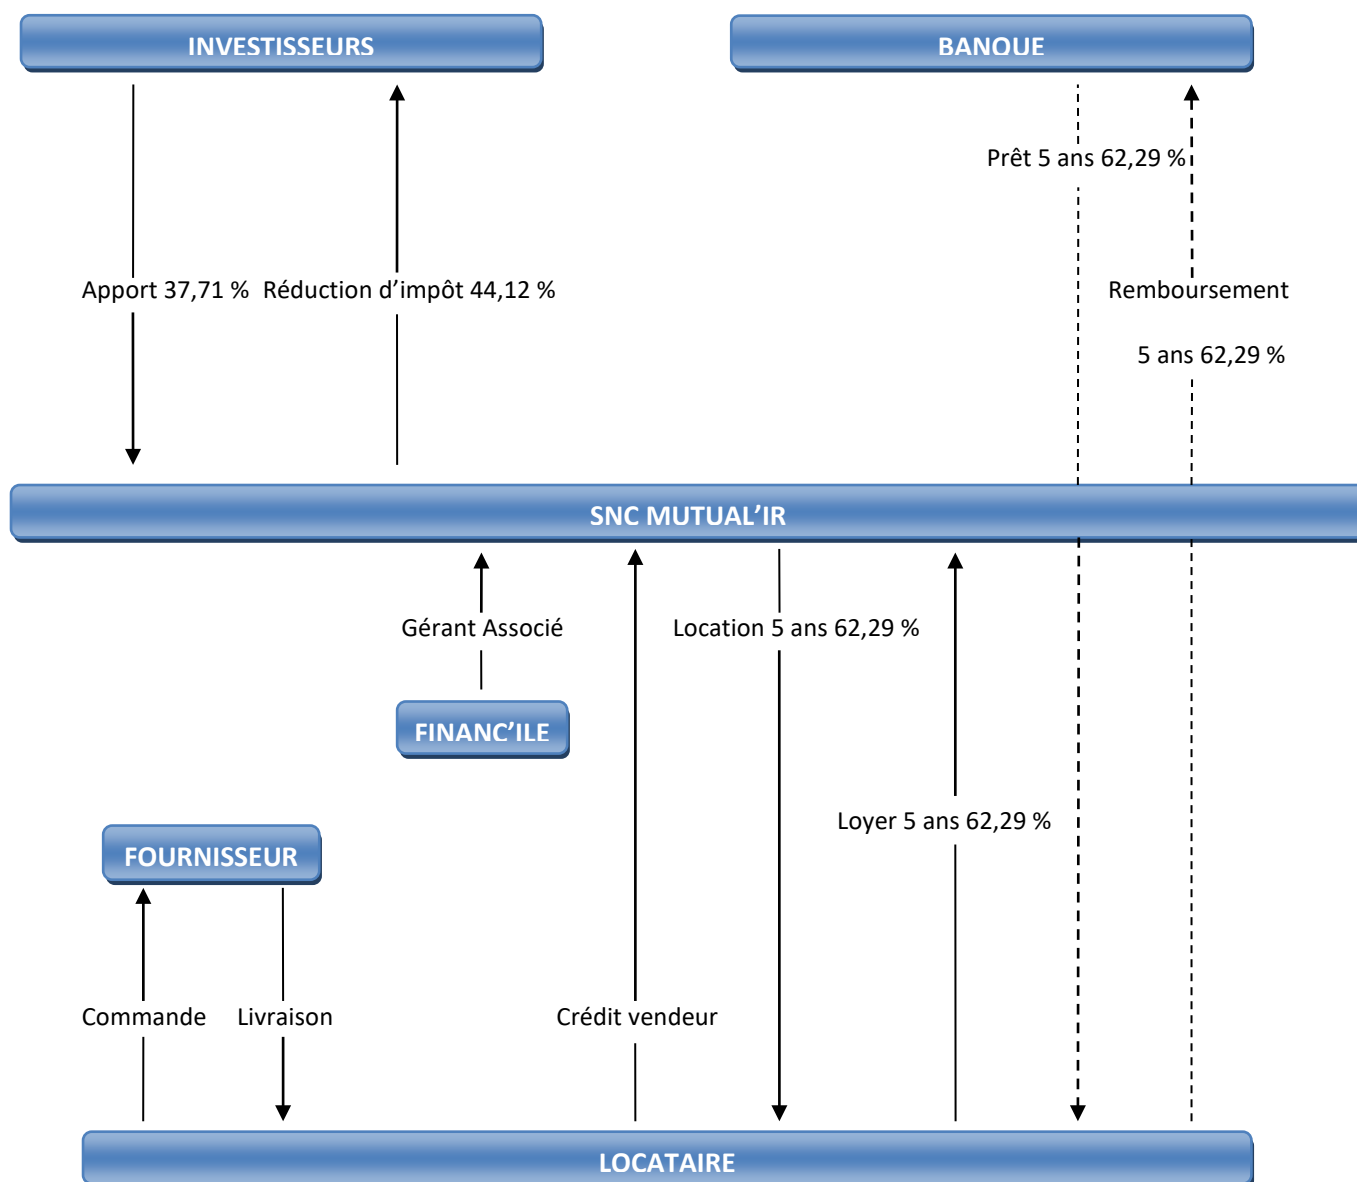 INVESTISSEURS
BANQUE
Prêt 5 ans 62,29 %
Apport 37,71 %
Réduction d’impôt 44,12 %
Remboursement
5 ans 62,29 %
SNC MUTUAL’IR
Gérant Associé
Location 5 ans 62,29 %
FINANC’ILE
Loyer 5 ans 62,29 %
FOURNISSEUR
Commande
Livraison
Crédit vendeur
LOCATAIRE